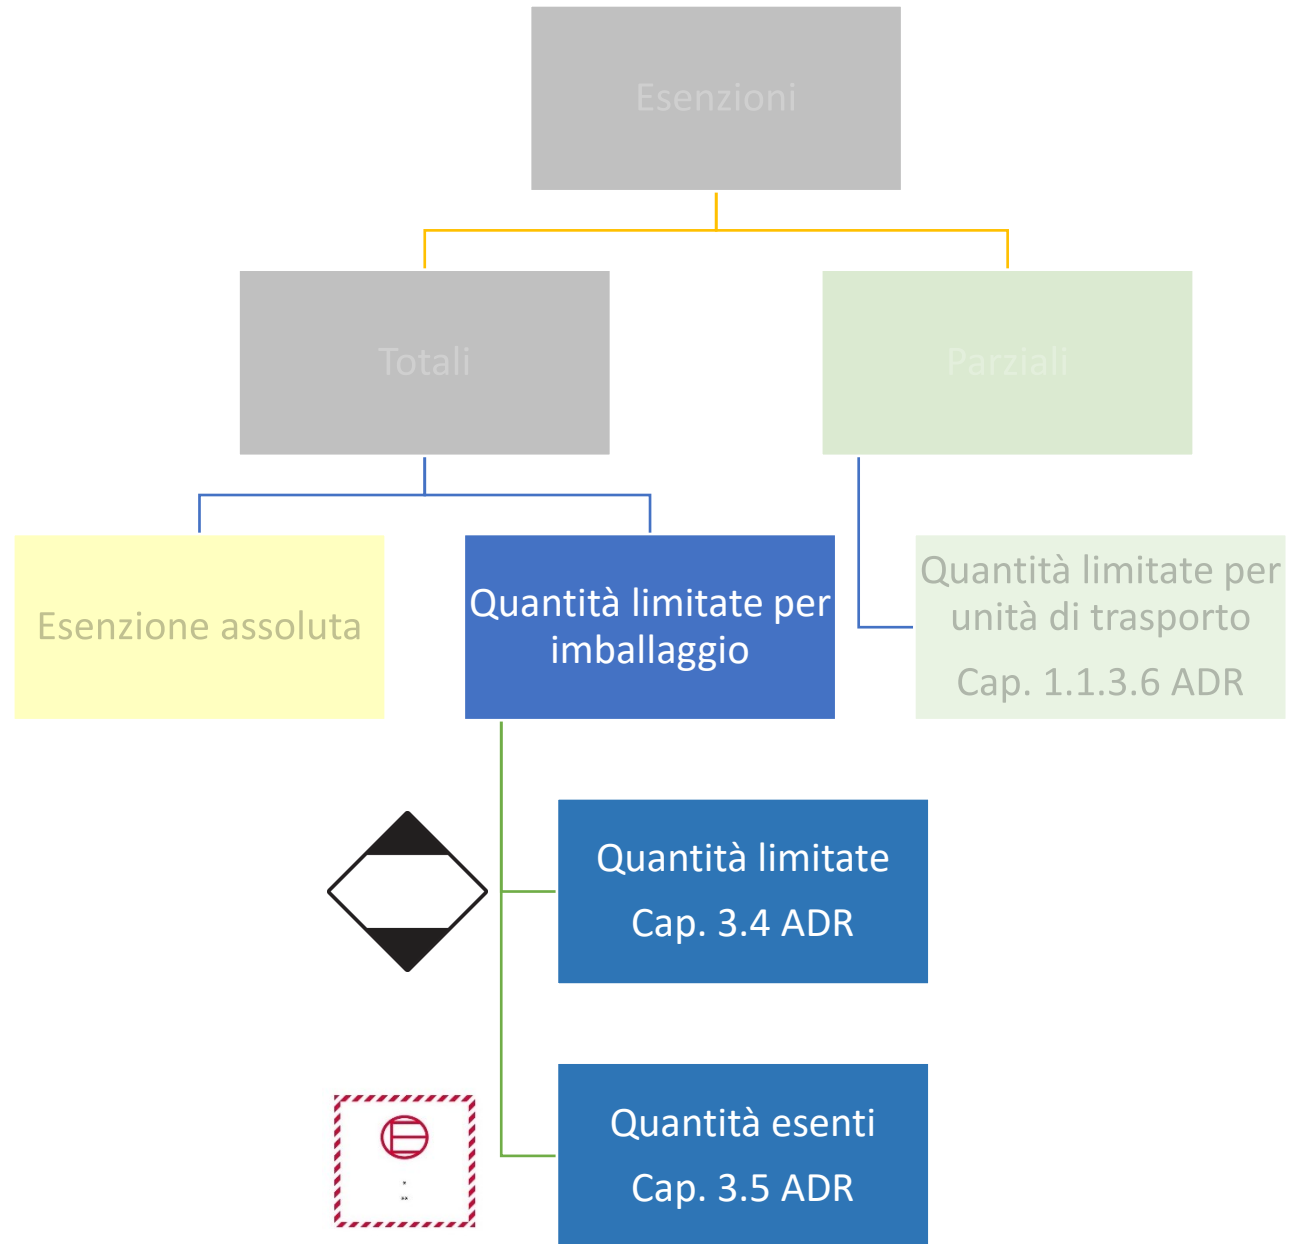 Esenzioni
Totali
Parziali
Esenzione assoluta
Quantità limitate per
imballaggio
Quantità limitate per
unità di trasporto
Cap. 1.1.3.6 ADR
Quantità limitate
Cap. 3.4 ADR
Quantità esenti
Cap. 3.5 ADR
E
*
**